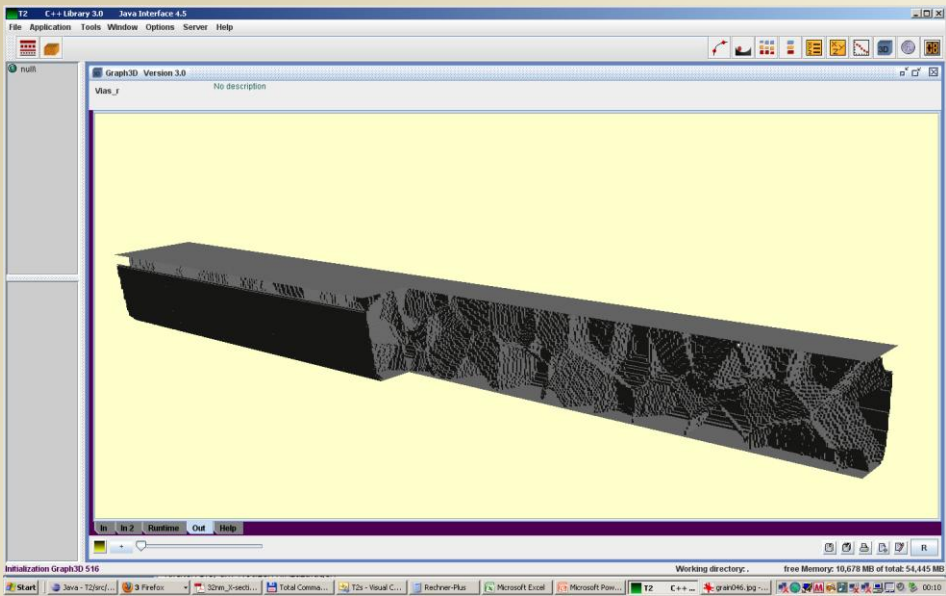 T2 C++ Library 3.0 Java Interface 4.5
File Application Tools Window Options Server Help
null\
Graph3D Version 3.0
Vias_r
No description
In In 2 Runtime Out Help
R
Initialization Graph3D 516
Working directory: . free Memory: 10,678 MB of total: 54,445 MB
Start Java - T2/src/... 3 Firefox 32nm_X-secti... Total Comma... T2s - Visual C... Rechner-Plus Microsoft Excel Microsoft Pow... T2 C++ ... grain046.jpg -... 00:10